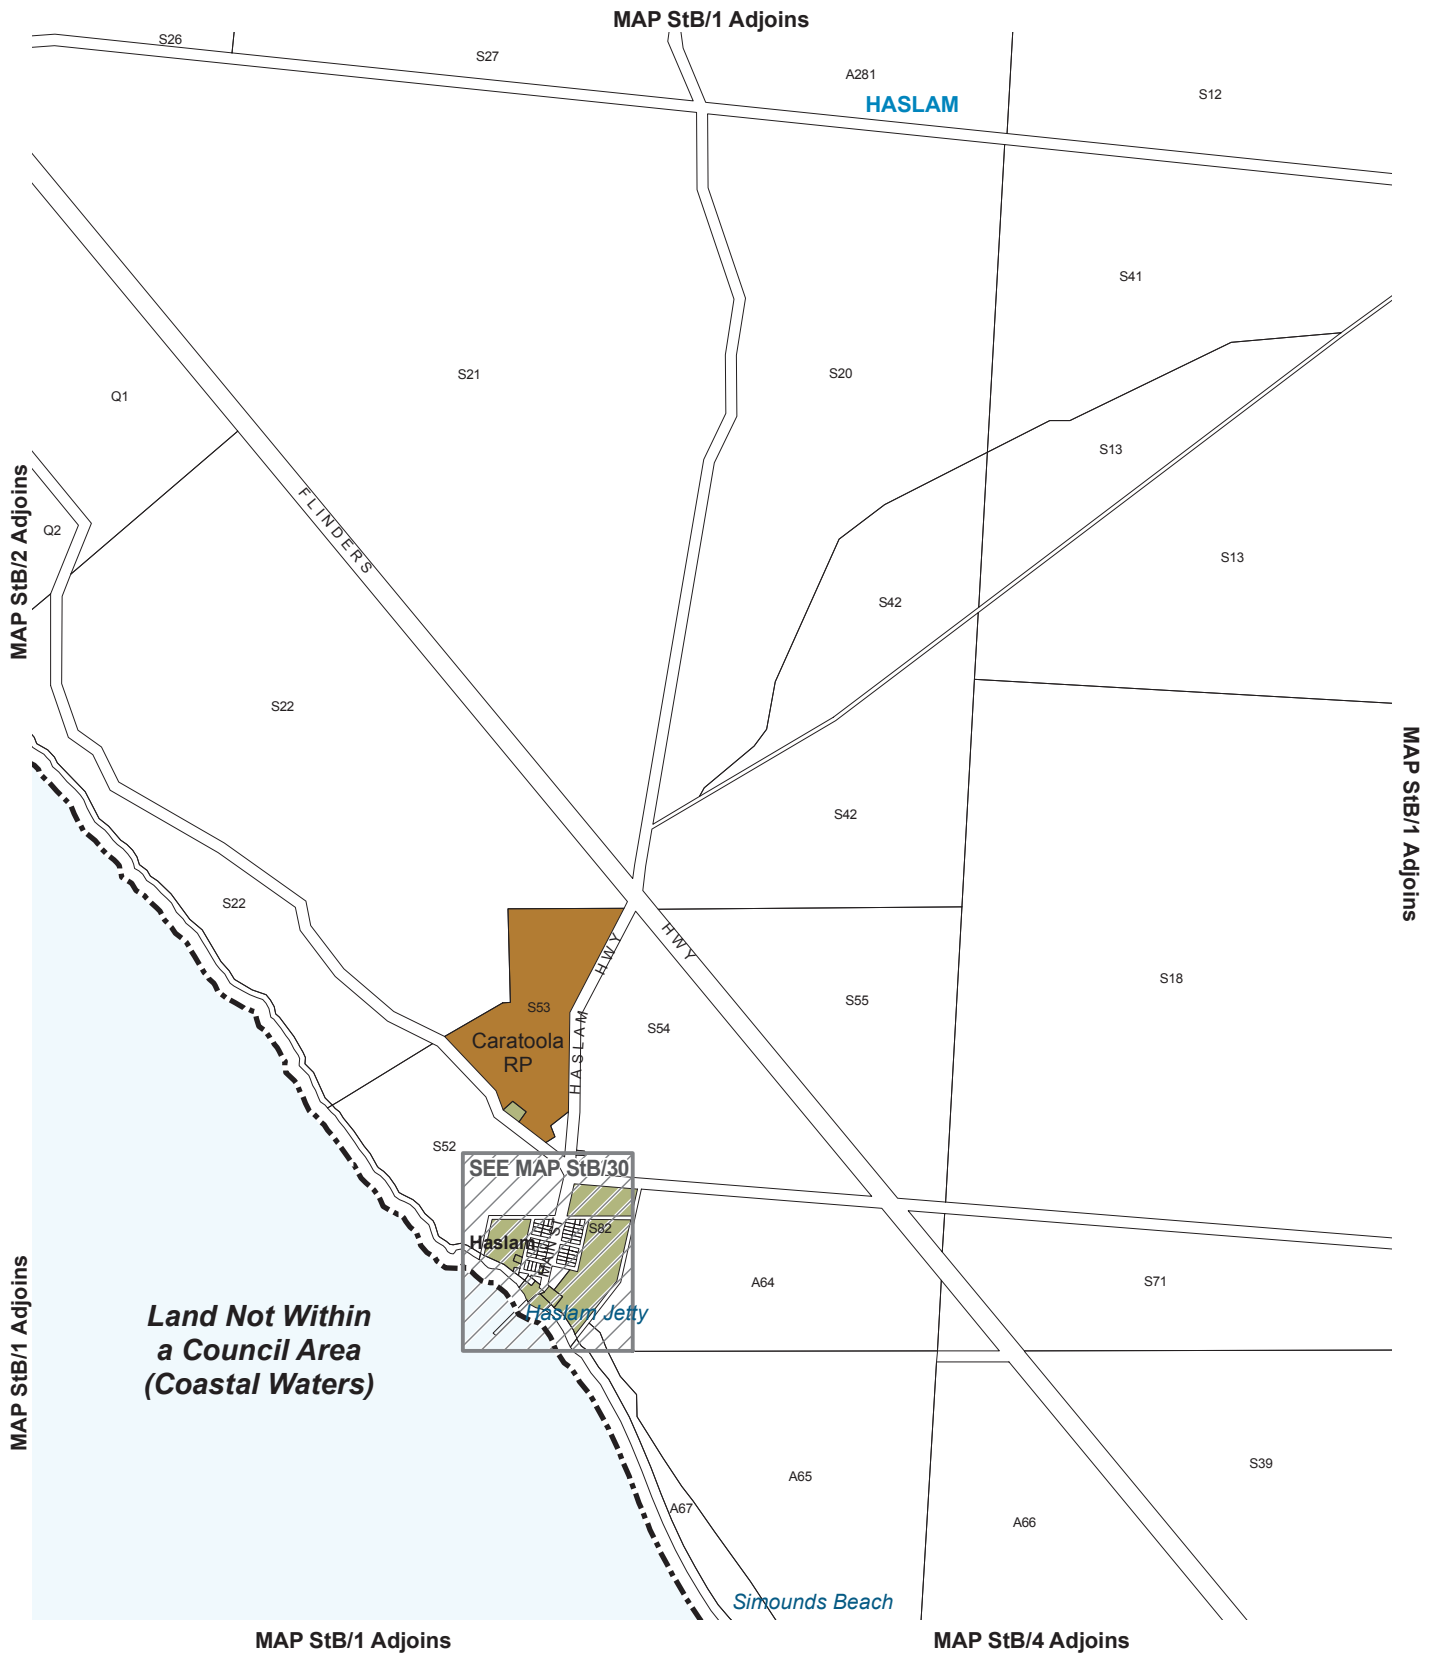 MAP StB/1 Adjoins
S26
S27
A281
HASLAM
S12
S41
S21
S20
Q1
S13
MAP StB/2 Adjoins
FLINDERS
Q2
S13
S42
S22
MAP StB/1 Adjoins
S42
S22
HWY
HWY
S53
S55
S18
HASLAM
S54
Caratoola
RP
S52
SEE MAP StB/30
S82
Haslam
MAIN ST
A64
S71
MAP StB/1 Adjoins
Haslam Jetty
Land Not Within
a Council Area
(Coastal Waters)
S39
A65
A67
A66
Simounds Beach
MAP StB/1 Adjoins
MAP StB/4 Adjoins